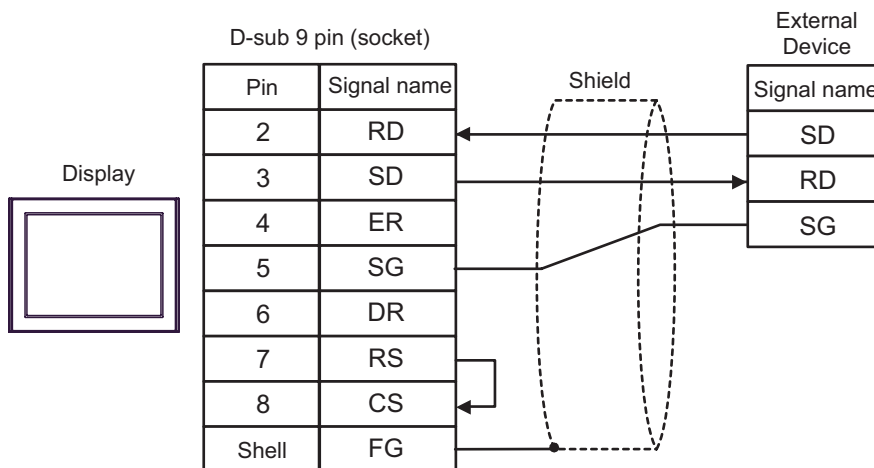 D-sub 9 pin (socket)
External
Device
Pin Signal name
Shield
Signal name
2 RD
SD
Display
3 SD
RD
4 ER
SG
5 SG
6 DR
7 RS
8 CS
Shell FG